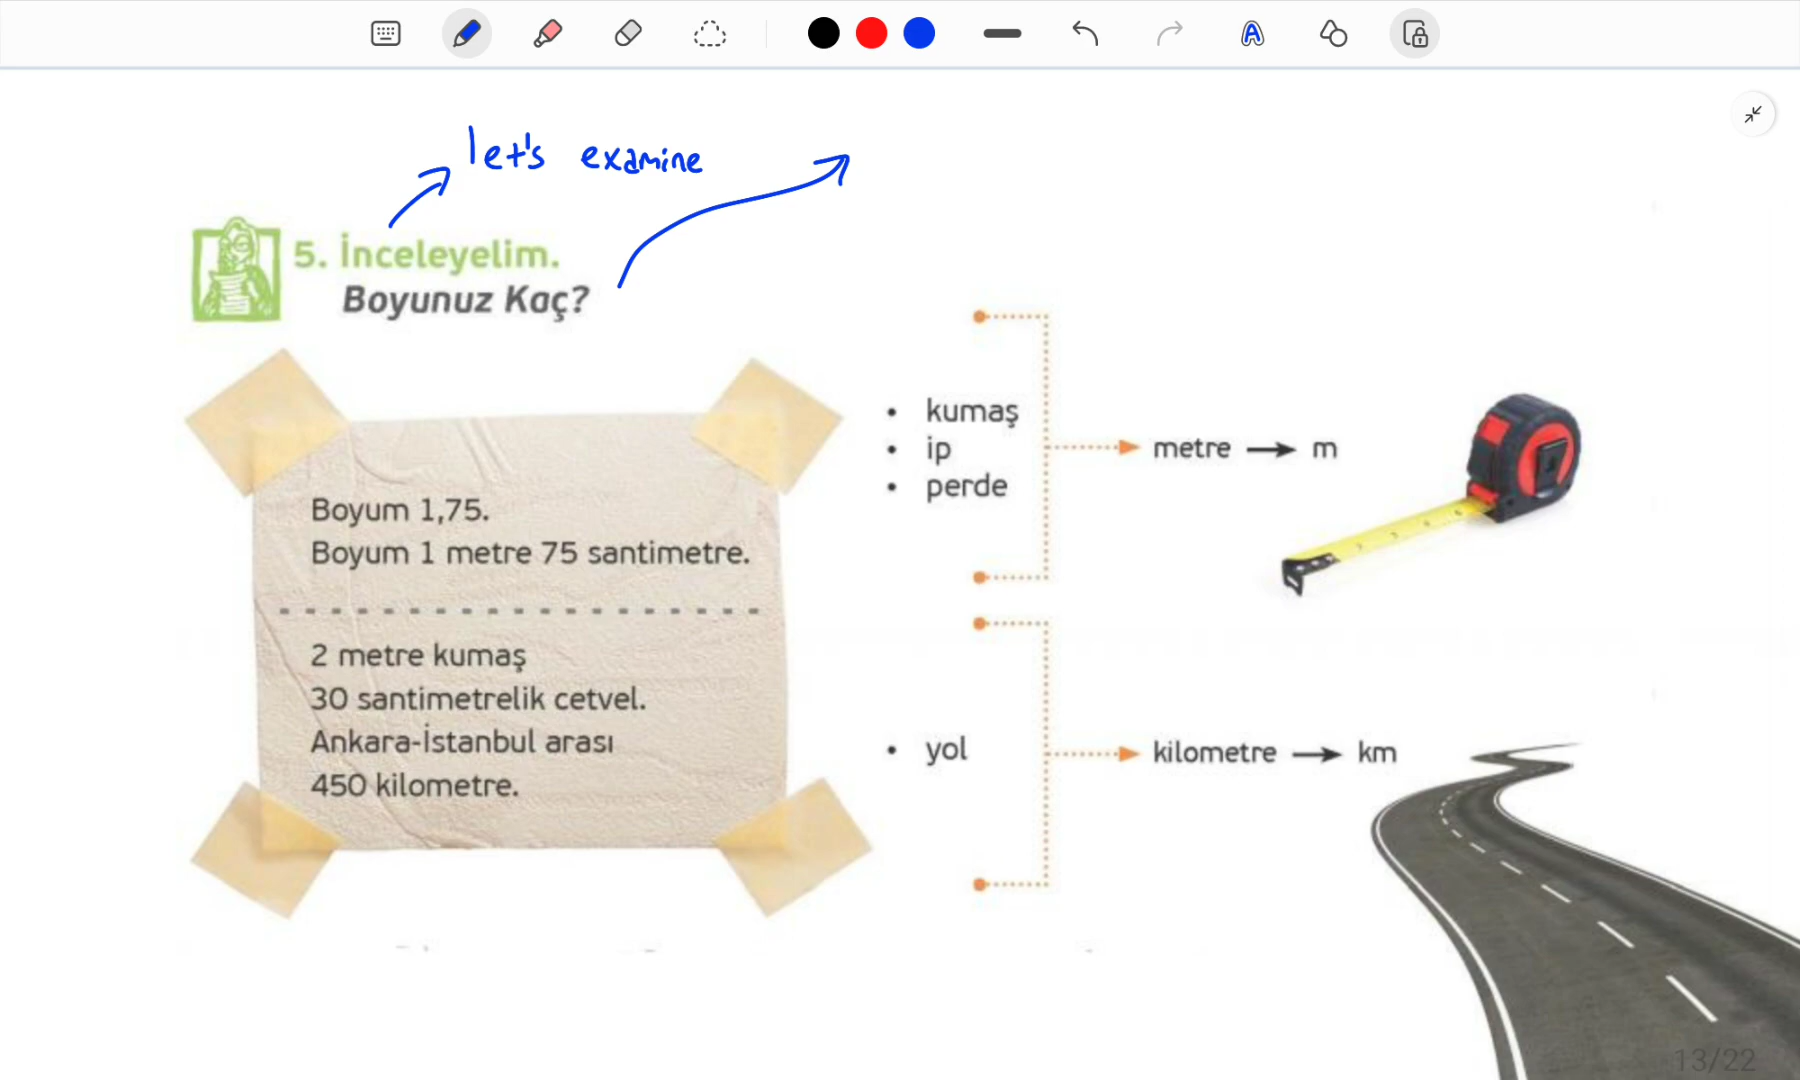 let's examine
5. İnceleyelim.
Boyunuz Kaç?
Boyum 1,75.
Boyum 1 metre 75 santimetre.
2 metre kumaş
30 santimetrelik cetvel.
Ankara-İstanbul arası
450 kilometre.
• kumaş
• ip
• perde
metre → m
• yol
kilometre → km
13/22